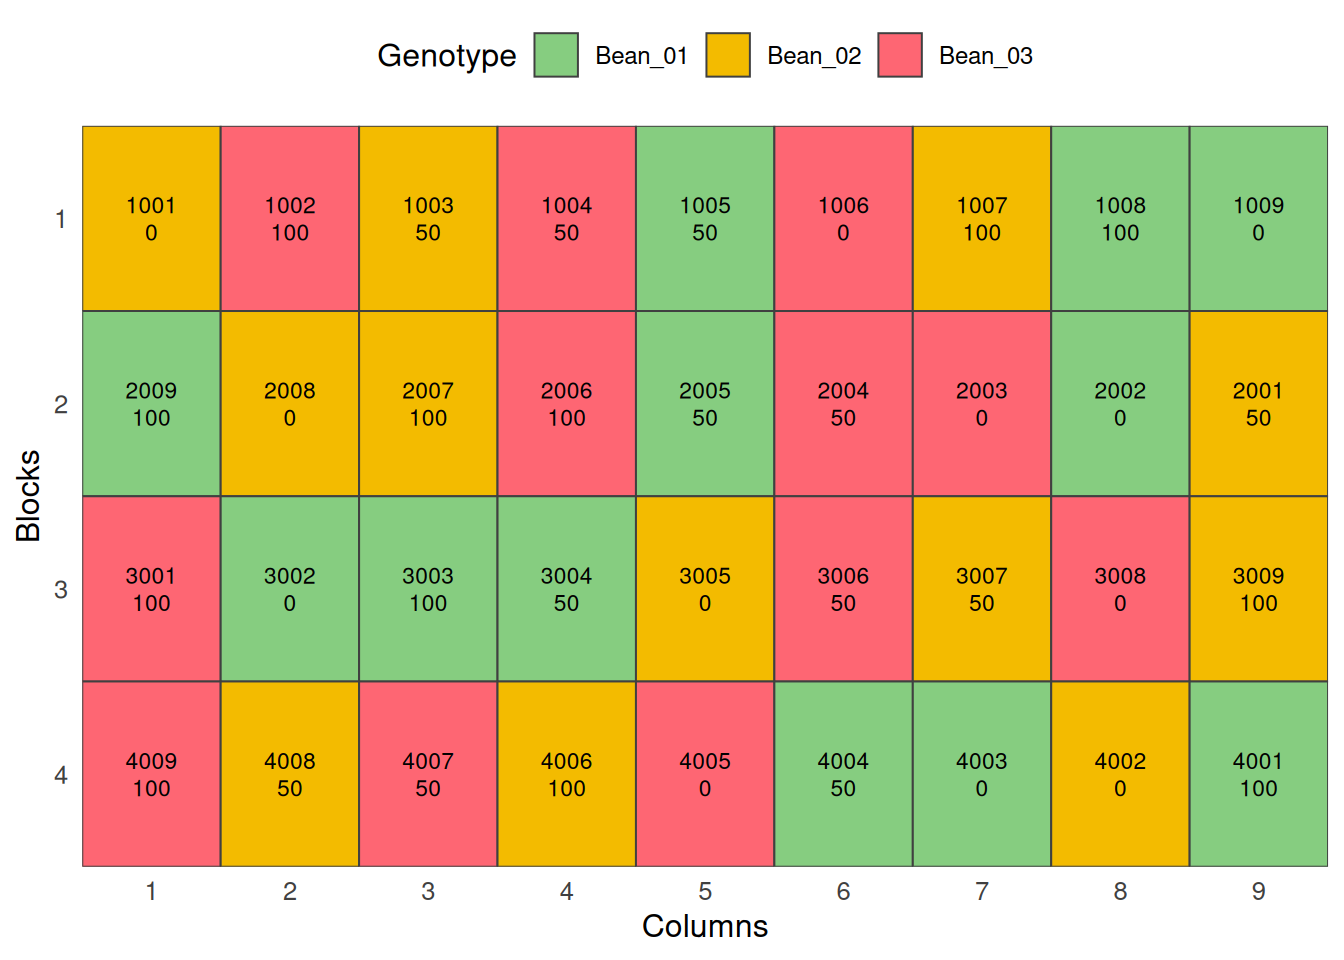 Genotype Bean_01 Bean_02 Bean_03
1001 1002 1003 1004 1005 1006 1007 1008 1009
1
0 100 50 50 50 0 100 100 0
2009 2008 2007 2006 2005 2004 2003 2002 2001
2
100 0 100 100 50 50 0 0 50
Blocks
3001 3002 3003 3004 3005 3006 3007 3008 3009
3
100 0 100 50 0 50 50 0 100
4009 4008 4007 4006 4005 4004 4003 4002 4001
4
100 50 50 100 0 50 0 0 100
1 2 3 4 5 6 7 8 9
Columns